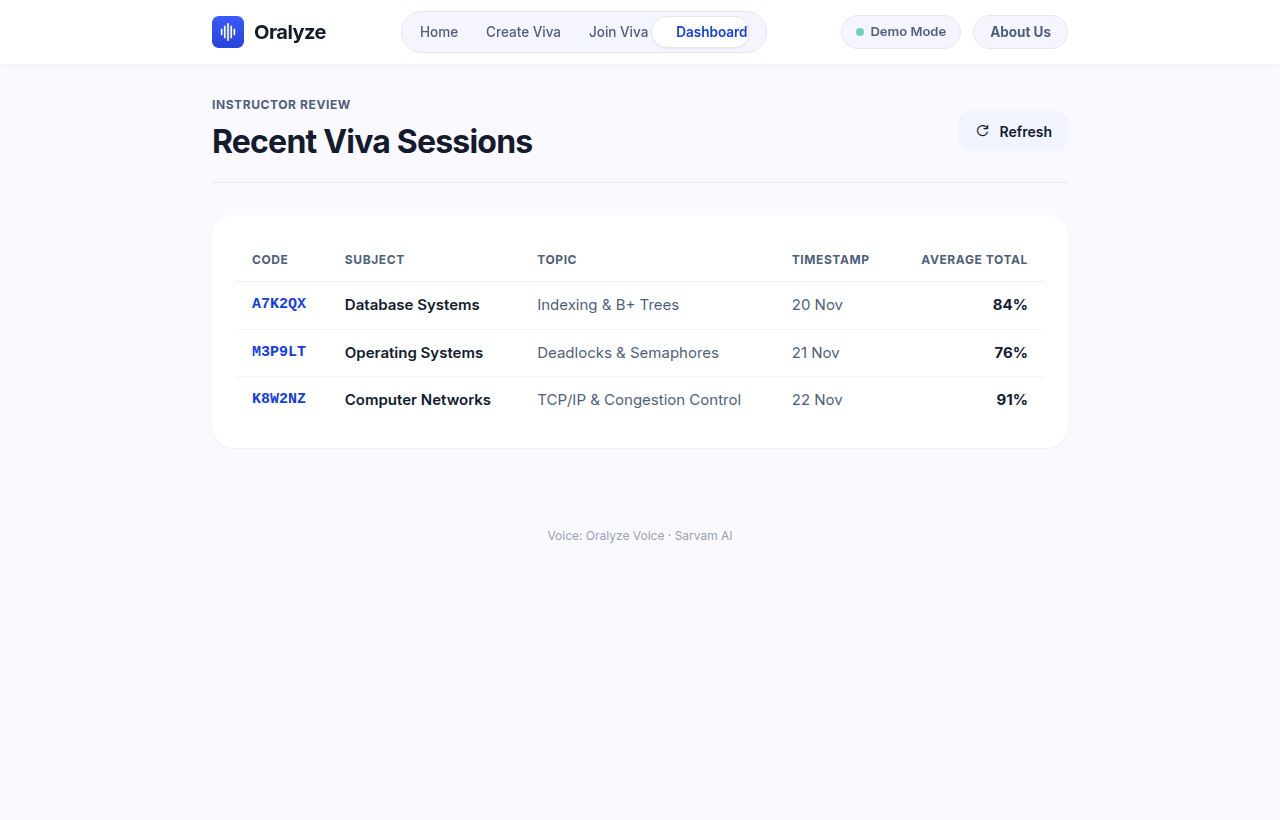 Oralyze
Home Create Viva Join Viva Dashboard
Demo Mode
About Us
INSTRUCTOR REVIEW
Recent Viva Sessions
Refresh
CODE SUBJECT TOPIC TIMESTAMP AVERAGE TOTAL
A7K2QX Database Systems Indexing & B+ Trees 20 Nov 84%
M3P9LT Operating Systems Deadlocks & Semaphores 21 Nov 76%
K8W2NZ Computer Networks TCP/IP & Congestion Control 22 Nov 91%
Voice: Oralyze Voice · Sarvam AI